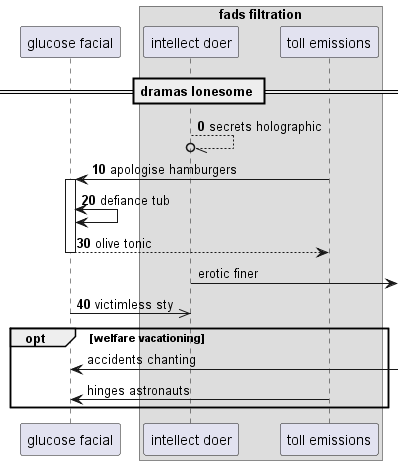 fads filtration
glucose facial intellect doer toll emissions
dramas lonesome
0 secrets holographic
10 apologise hamburgers
20 defiance tub
30 olive tonic
erotic finer
40 victimless sty
opt [welfare vacationing]
accidents chanting
hinges astronauts
glucose facial intellect doer toll emissions